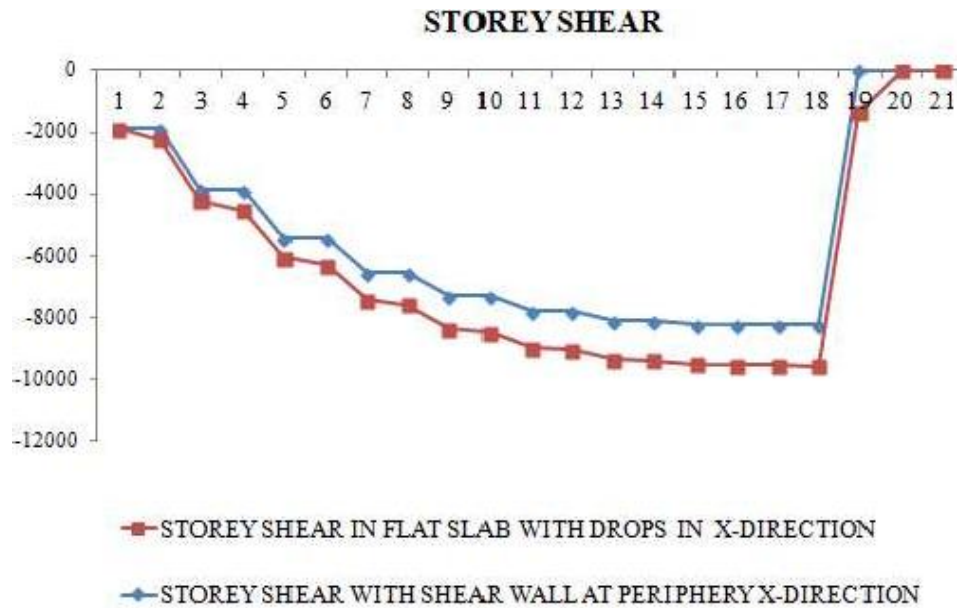 STOREY SHEAR
0
1 2 3 4 5 6 7 8 9 10 11 12 13 14 15 16 17 18 19 20 21
-2000
-4000
-6000
-8000
-10000
-12000
STOREY SHEAR IN FLAT SLAB WITH DROPS IN X-DIRECTION
STOREY SHEAR WITH SHEAR WALL AT PERIPHERY X-DIRECTION